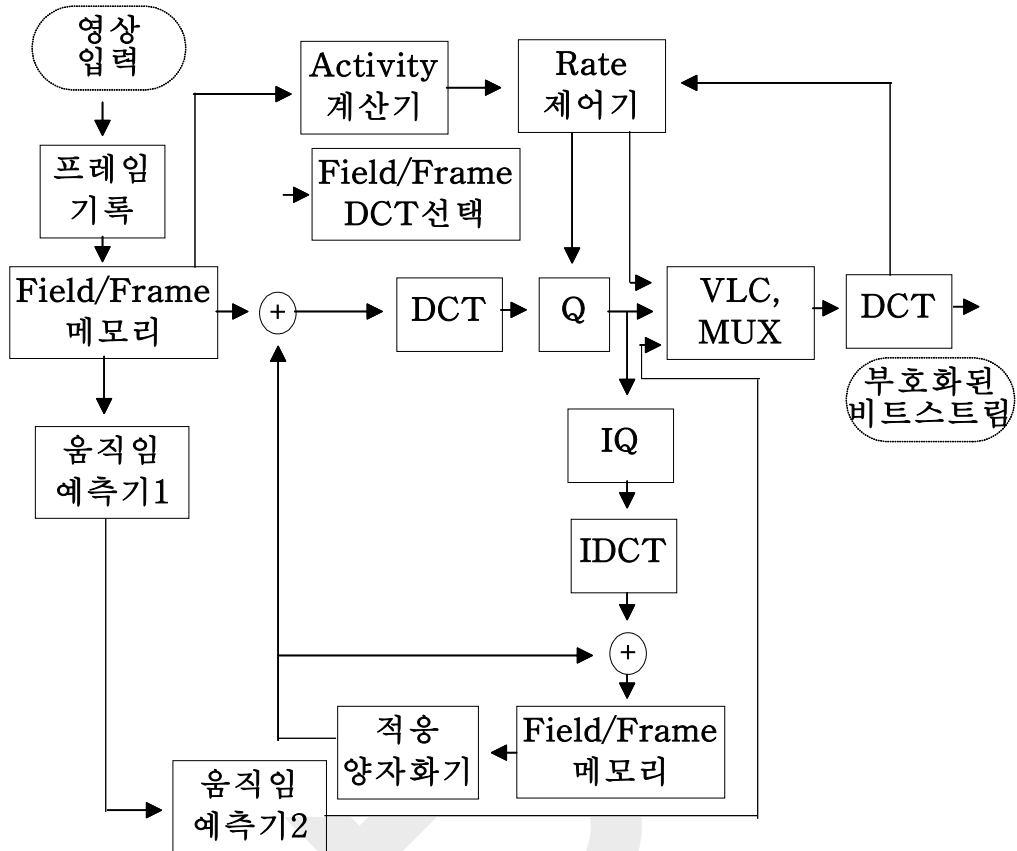 영상
입력
Activity
계산기
Rate
제어기
프레임
기록
Field/Frame
DCT선택
Field/Frame
메모리
+
DCT
Q
VLC,
MUX
DCT
부호화된
비트스트림
움직임
예측기1
IQ
IDCT
+
적응
양자화기
Field/Frame
메모리
움직임
예측기2